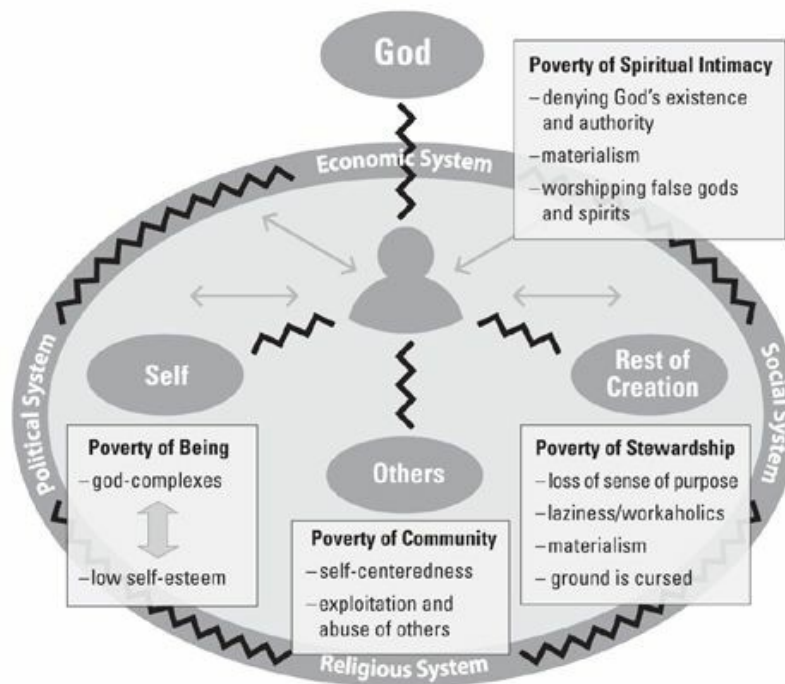 God
Poverty of Spiritual Intimacy
–denying God's existence
and authority
–materialism
–worshipping false gods
and spirits
Economic System
Political System
Social System
Self
Rest of
Creation
Others
Poverty of Being
–god-complexes
–low self-esteem
Poverty of Community
–self-centeredness
–exploitation and
abuse of others
Poverty of Stewardship
–loss of sense of purpose
–laziness/workaholics
–materialism
–ground is cursed
Religious System